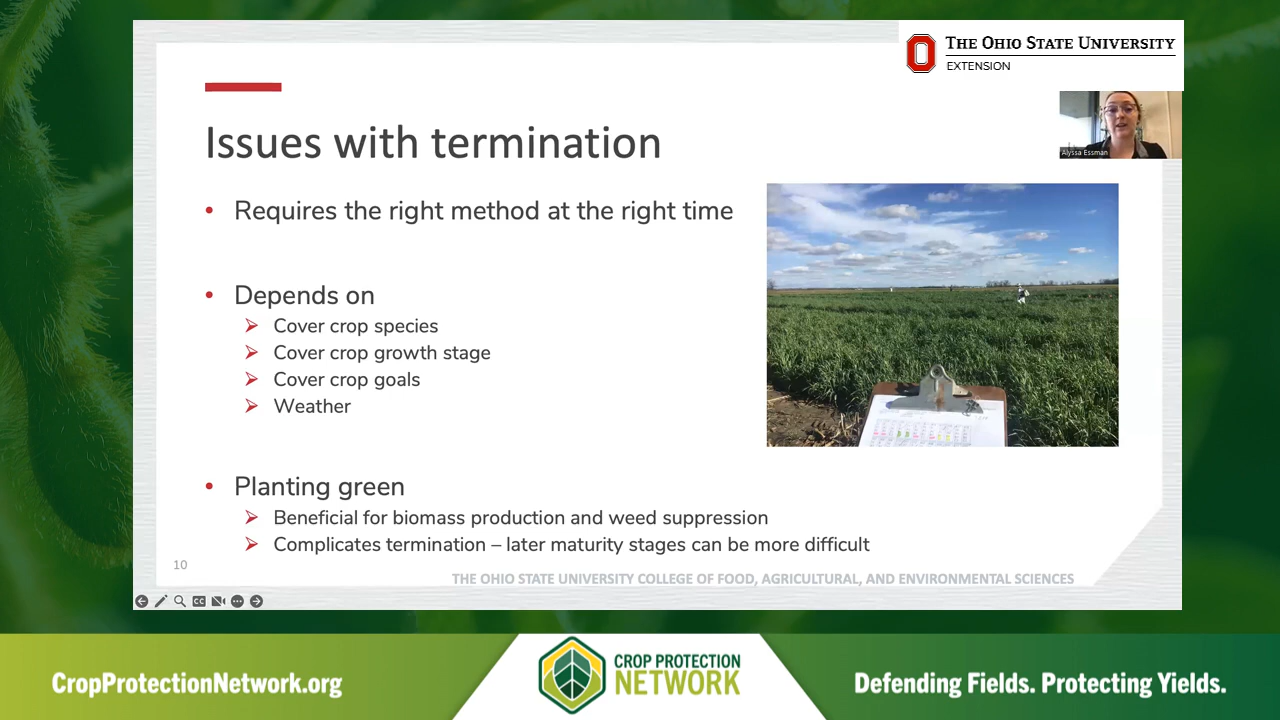 THE OHIO STATE UNIVERSITY
EXTENSION
Alyssa Essman
Issues with termination
• Requires the right method at the right time
• Depends on
➢ Cover crop species
➢ Cover crop growth stage
➢ Cover crop goals
➢ Weather
• Planting green
➢ Beneficial for biomass production and weed suppression
➢ Complicates termination – later maturity stages can be more difficult
10
THE OHIO STATE UNIVERSITY COLLEGE OF FOOD, AGRICULTURAL, AND ENVIRONMENTAL SCIENCES
CC
CropProtectionNetwork.org
CROP PROTECTION
NETWORK
Defending Fields. Protecting Yields.